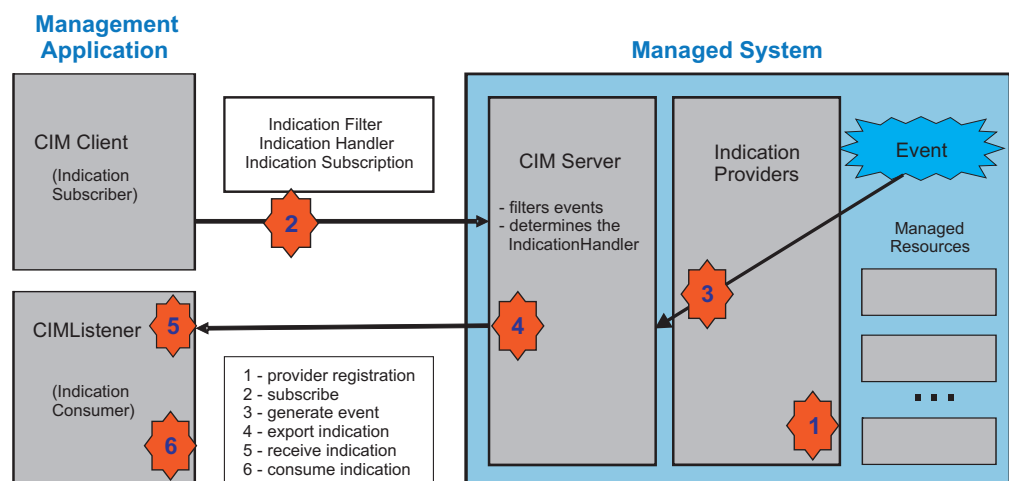 Management
Application
Managed System
CIM Client
(Indication
Subscriber)
Indication Filter
Indication Handler
Indication Subscription
2
CIM Server
- filters events
- determines the
IndicationHandler
Indication
Providers
Event
Managed
Resources
3
4
1
...
CIMListener
5
(Indication
Consumer)
6
1 - provider registration
2 - subscribe
3 - generate event
4 - export indication
5 - receive indication
6 - consume indication